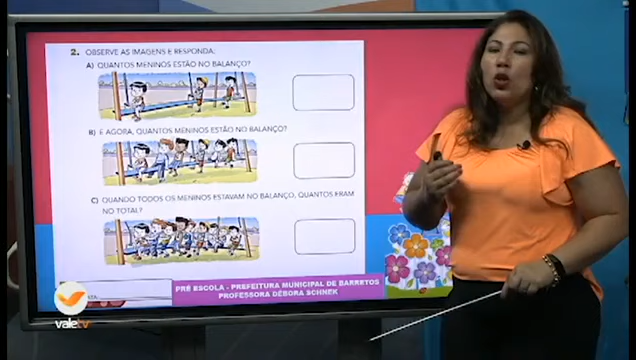 2. OBSERVE AS IMAGENS E RESPONDA:
A) QUANTOS MENINOS ESTÃO NO BALANÇO?
B) E AGORA, QUANTOS MENINOS ESTÃO NO BALANÇO?
C) QUANDO TODOS OS MENINOS ESTAVAM NO BALANÇO, QUANTOS ERAM
NO TOTAL?
PRÉ ESCOLA - PREFEITURA MUNICIPAL DE BARRETOS
PROFESSORA DÉBORA SCHNEK
valetv